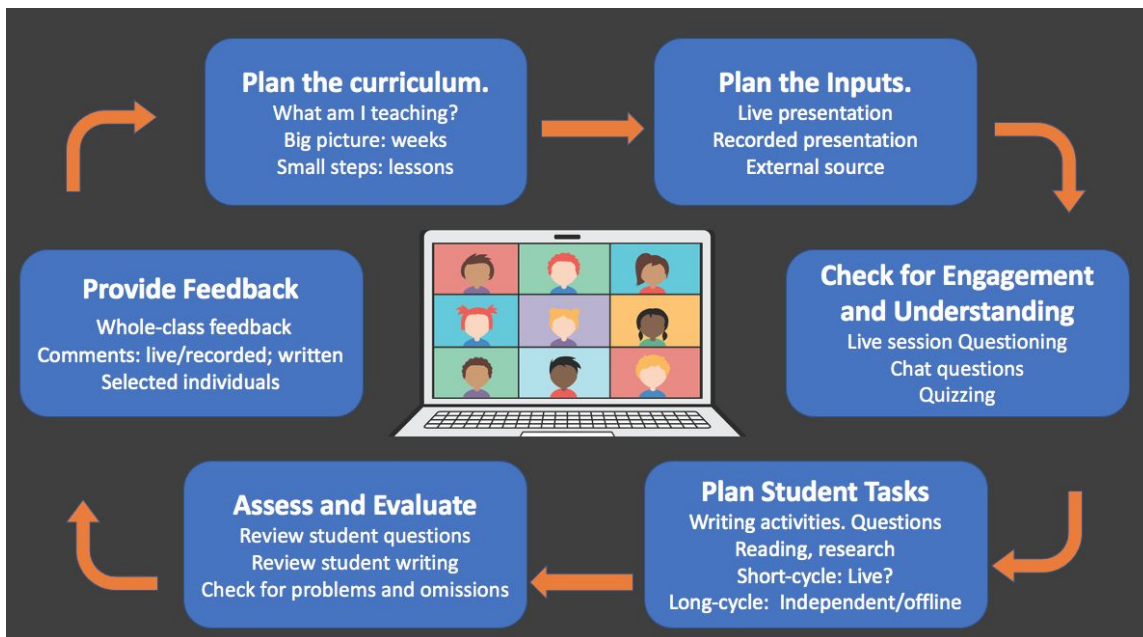 Plan the curriculum.
What am I teaching?
Big picture: weeks
Small steps: lessons
Plan the Inputs.
Live presentation
Recorded presentation
External source
Check for Engagement
and Understanding
Live session Questioning
Chat questions
Quizzing
Plan Student Tasks
Writing activities. Questions
Reading, research
Short-cycle: Live?
Long-cycle:  Independent/offline
Assess and Evaluate
Review student questions
Review student writing
Check for problems and omissions
Provide Feedback
Whole-class feedback
Comments: live/recorded; written
Selected individuals